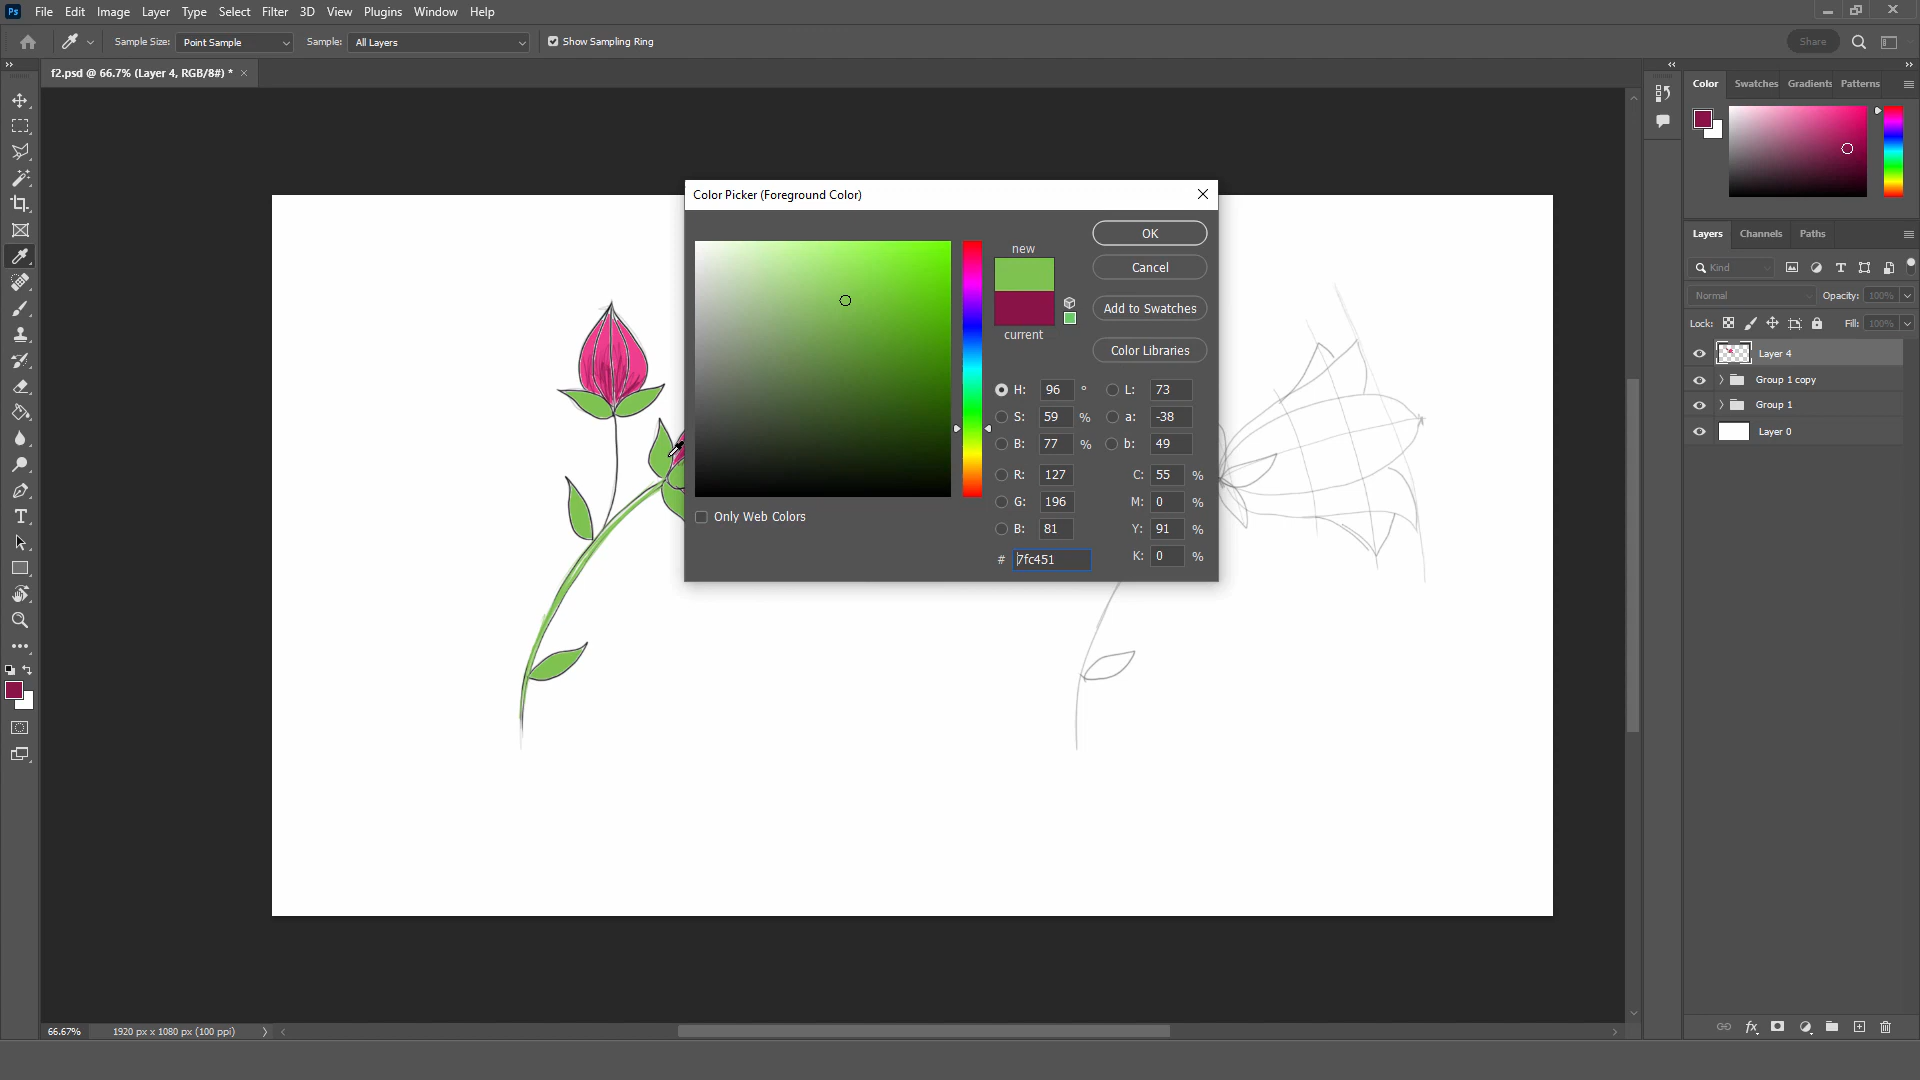 Ps File Edit Image Layer Type Select Filter 3D View Plugins Window Help
Sample Size: Point Sample Sample: All Layers Show Sampling Ring Share
f2.psd @ 66.7% (Layer 4, RGB/8#) * ×
Color Swatches Gradients Patterns
Color Picker (Foreground Color)
new
OK
Cancel
Add to Swatches
current
Color Libraries
H: 96 ° L: 73
S: 59 % a: -38
B: 77 % b: 49
R: 127 C: 55 %
G: 196 M: 0 %
B: 81 Y: 91 %
# 7fc451 K: 0 %
Only Web Colors
Layers Channels Paths
Kind
Normal Opacity: 100%
Lock: Fill: 100%
Layer 4
Group 1 copy
Group 1
Layer 0
66.67% 1920 px x 1080 px (100 ppi)